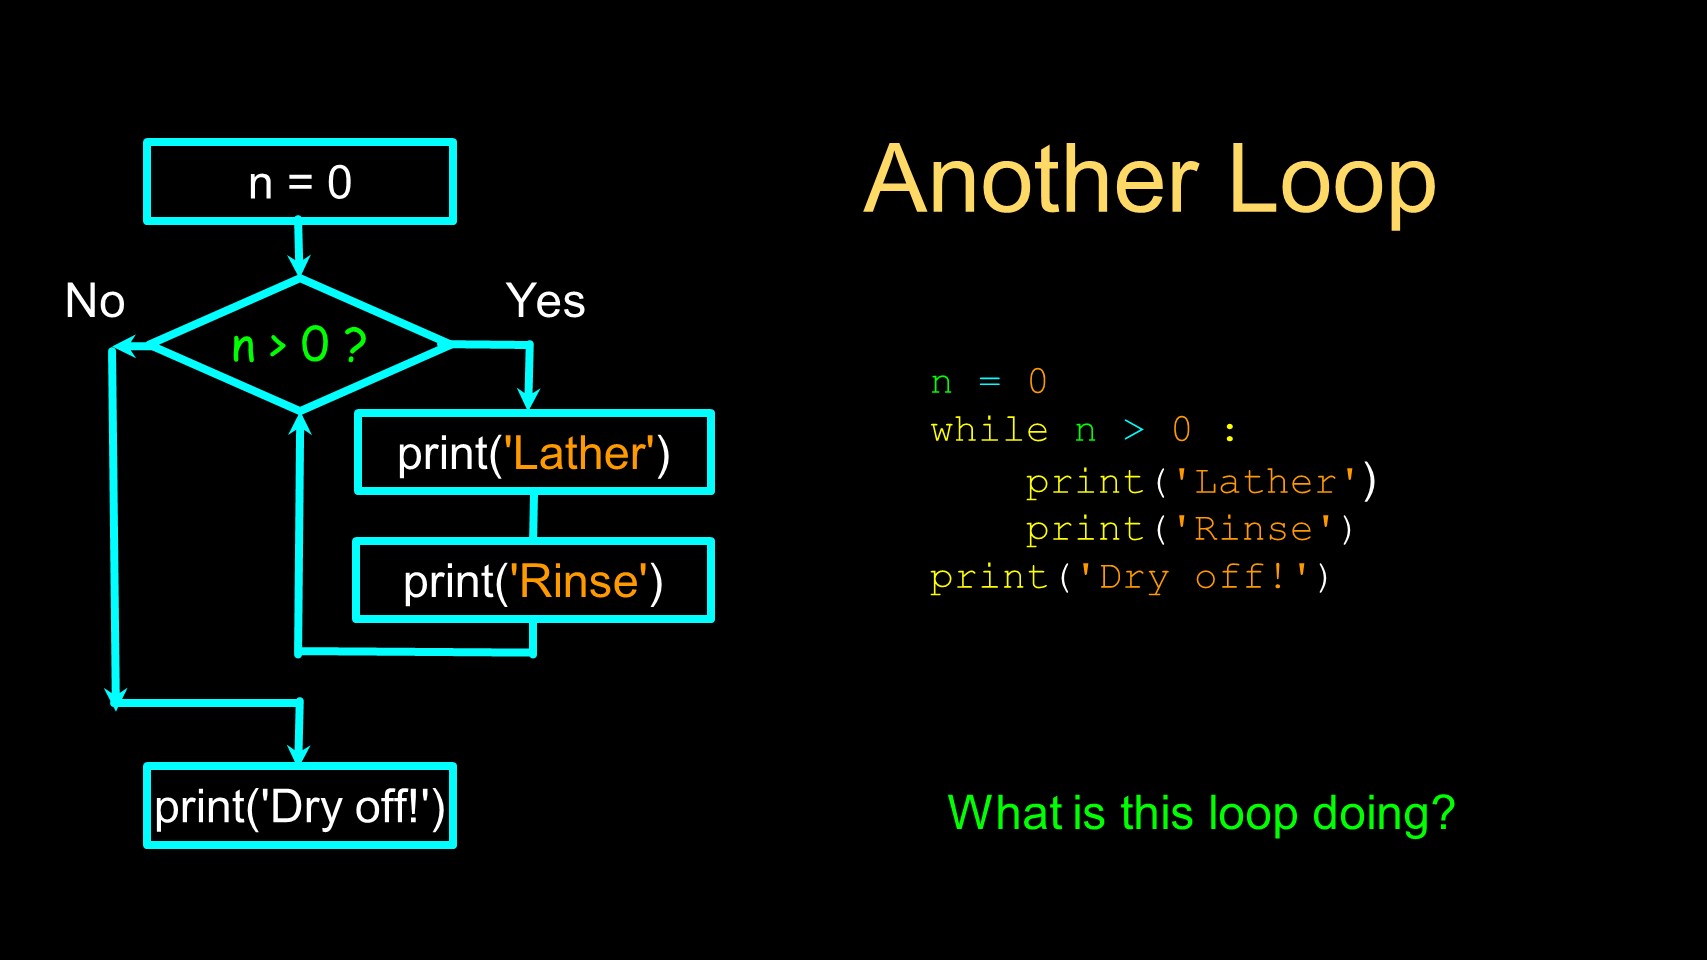 Another Loop
n = 0
No
Yes
n > 0 ?
print('Lather')
print('Rinse')
print('Dry off!')
n = 0
while n > 0 :
    print('Lather')
    print('Rinse')
print('Dry off!')
What is this loop doing?